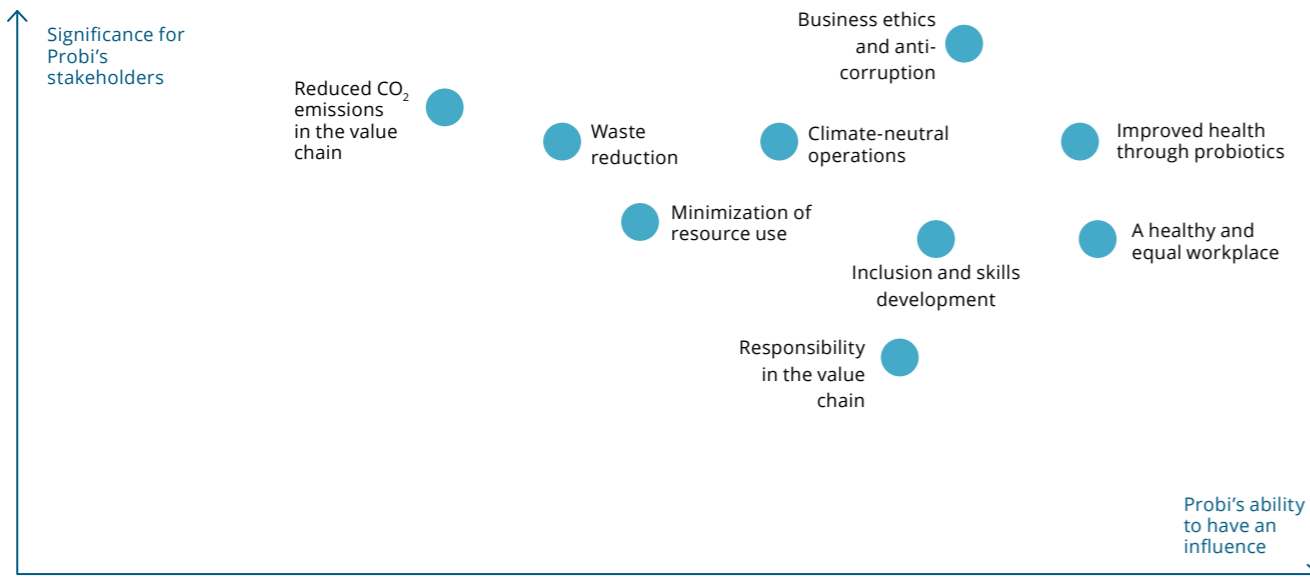 Significance for
Probi’s
stakeholders
Business ethics
and anti-
corruption
Reduced CO₂
emissions
in the value
chain
Waste
reduction
Climate-neutral
operations
Improved health
through probiotics
Minimization of
resource use
A healthy and
equal workplace
Inclusion and skills
development
Responsibility
in the value
chain
Probi’s ability
to have an
influence